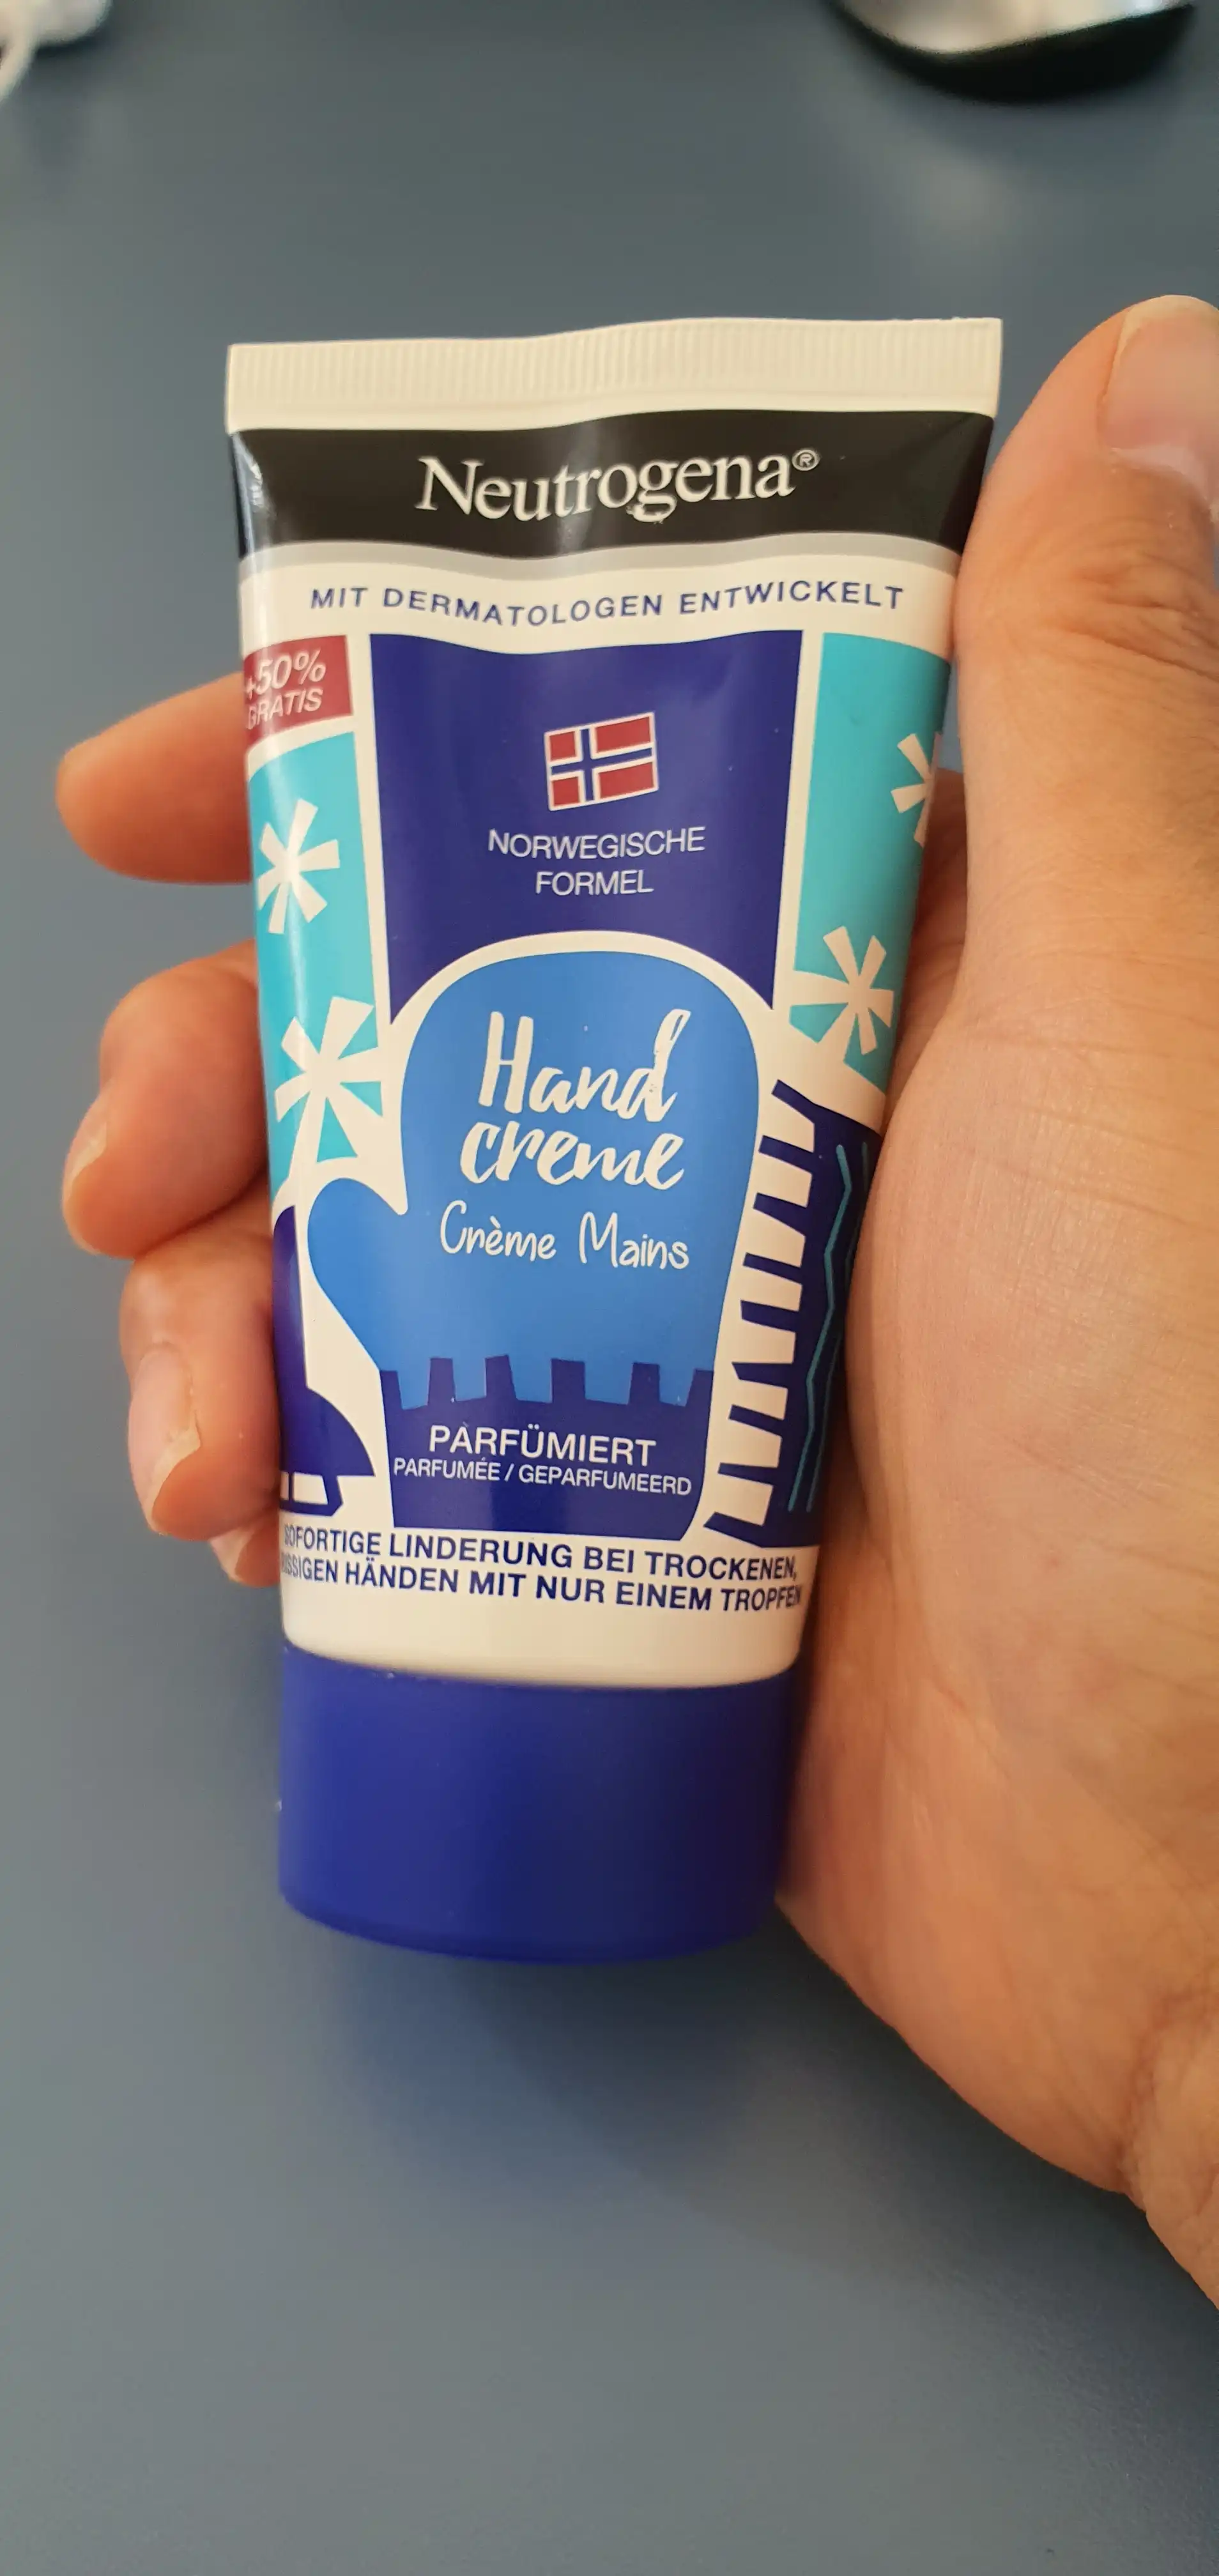 Neutrogena®
MIT DERMATOLOGEN ENTWICKELT
+50%
GRATIS
NORWEGISCHE
FORMEL
Hand
creme
Crème Mains
PARFÜMIERT
PARFUMÉE / GEPARFUMEERD
SOFORTIGE LINDERUNG BEI TROCKENEN,
HÄNDEN MIT NUR EINEM TROPFEN